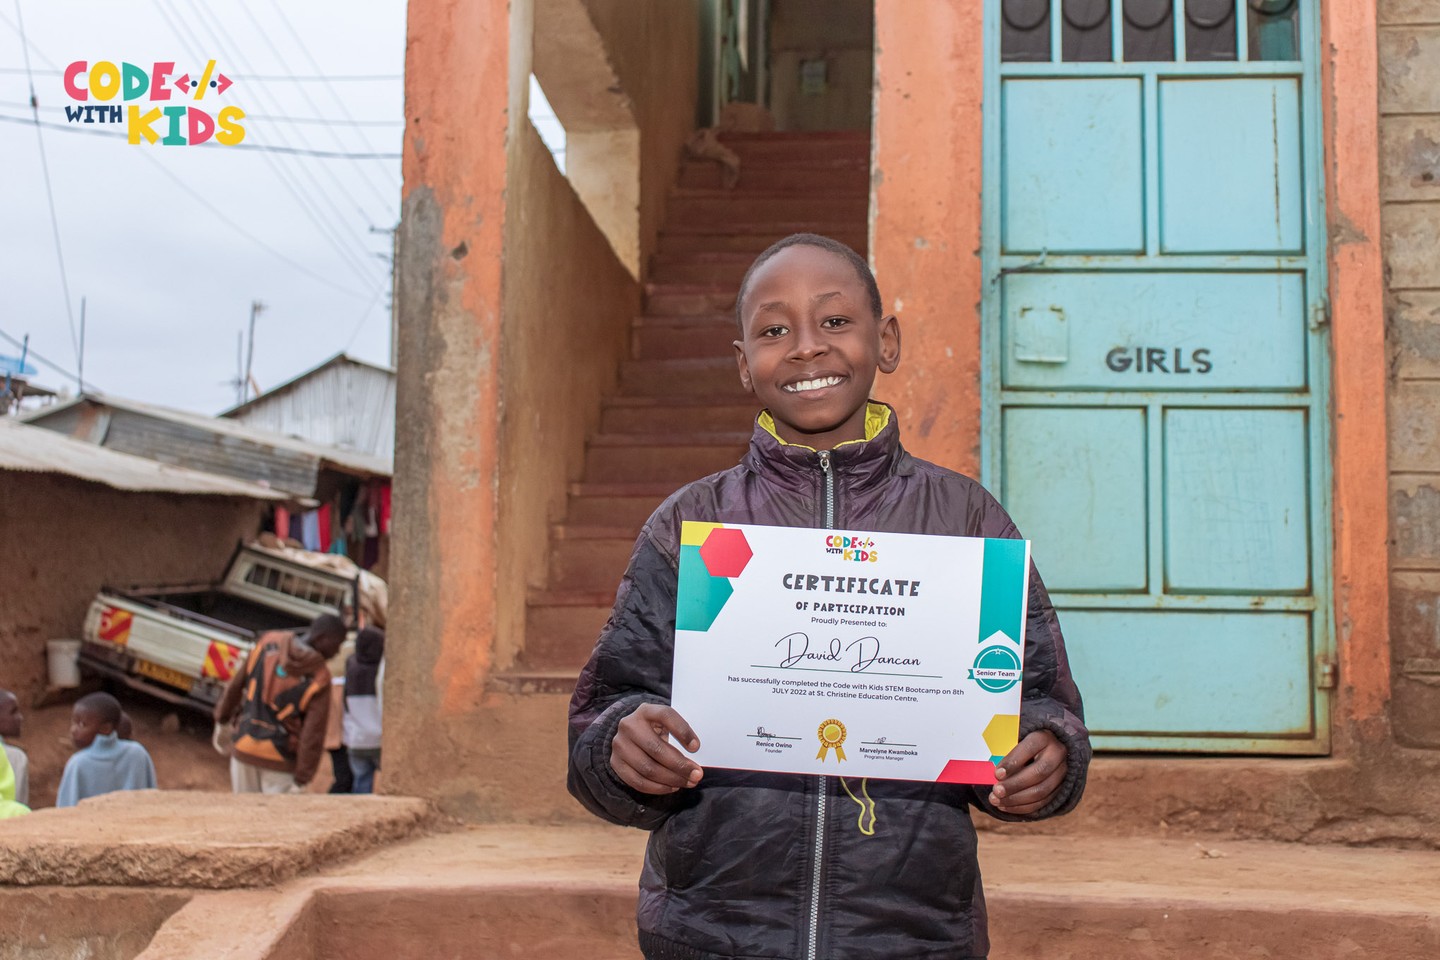 CODE
WITH KIDS
GIRLS
CODE
WITH KIDS
CERTIFICATE
OF PARTICIPATION
Proudly Presented to:
David Dancan
has successfully completed the Code with Kids STEM Bootcamp on 8th
JULY 2022 at St. Christine Education Centre.
Senior Team
Renice Owino
Founder
Marvelyne Kwamboka
Programs Manager